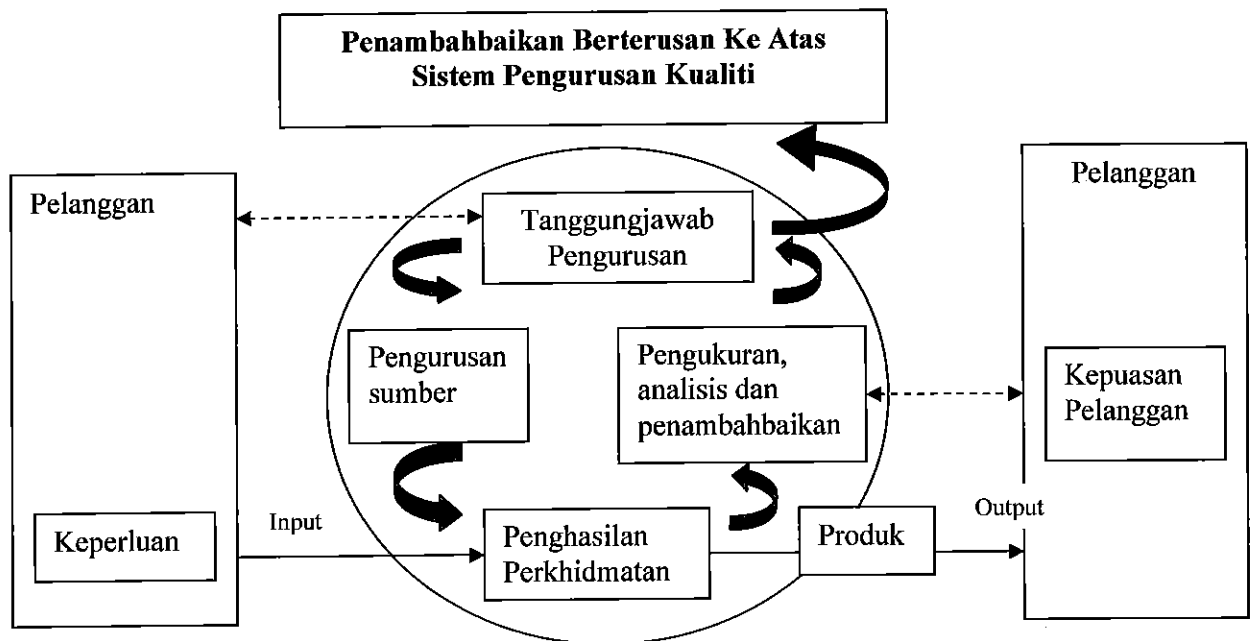 Penambahbaikan Berterusan Ke Atas
Sistem Pengurusan Kualiti
Pelanggan
Pelanggan
Tanggungjawab
Pengurusan
Pengurusan
sumber
Pengukuran,
analisis dan
penambahbaikan
Kepuasan
Pelanggan
Keperluan
Input
Penghasilan
Perkhidmatan
Produk
Output